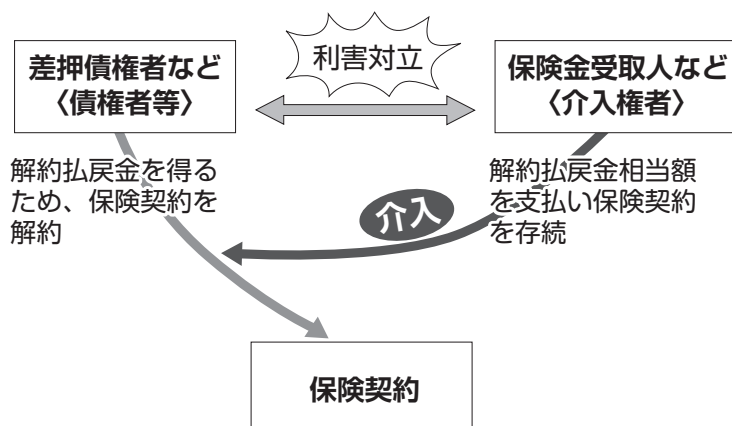 利害対立
差押債権者など
〈債権者等〉
保険金受取人など
〈介入権者〉
解約払戻金を得る
ため、保険契約を
解約
解約払戻金相当額
を支払い保険契約
を存続
介入
保険契約